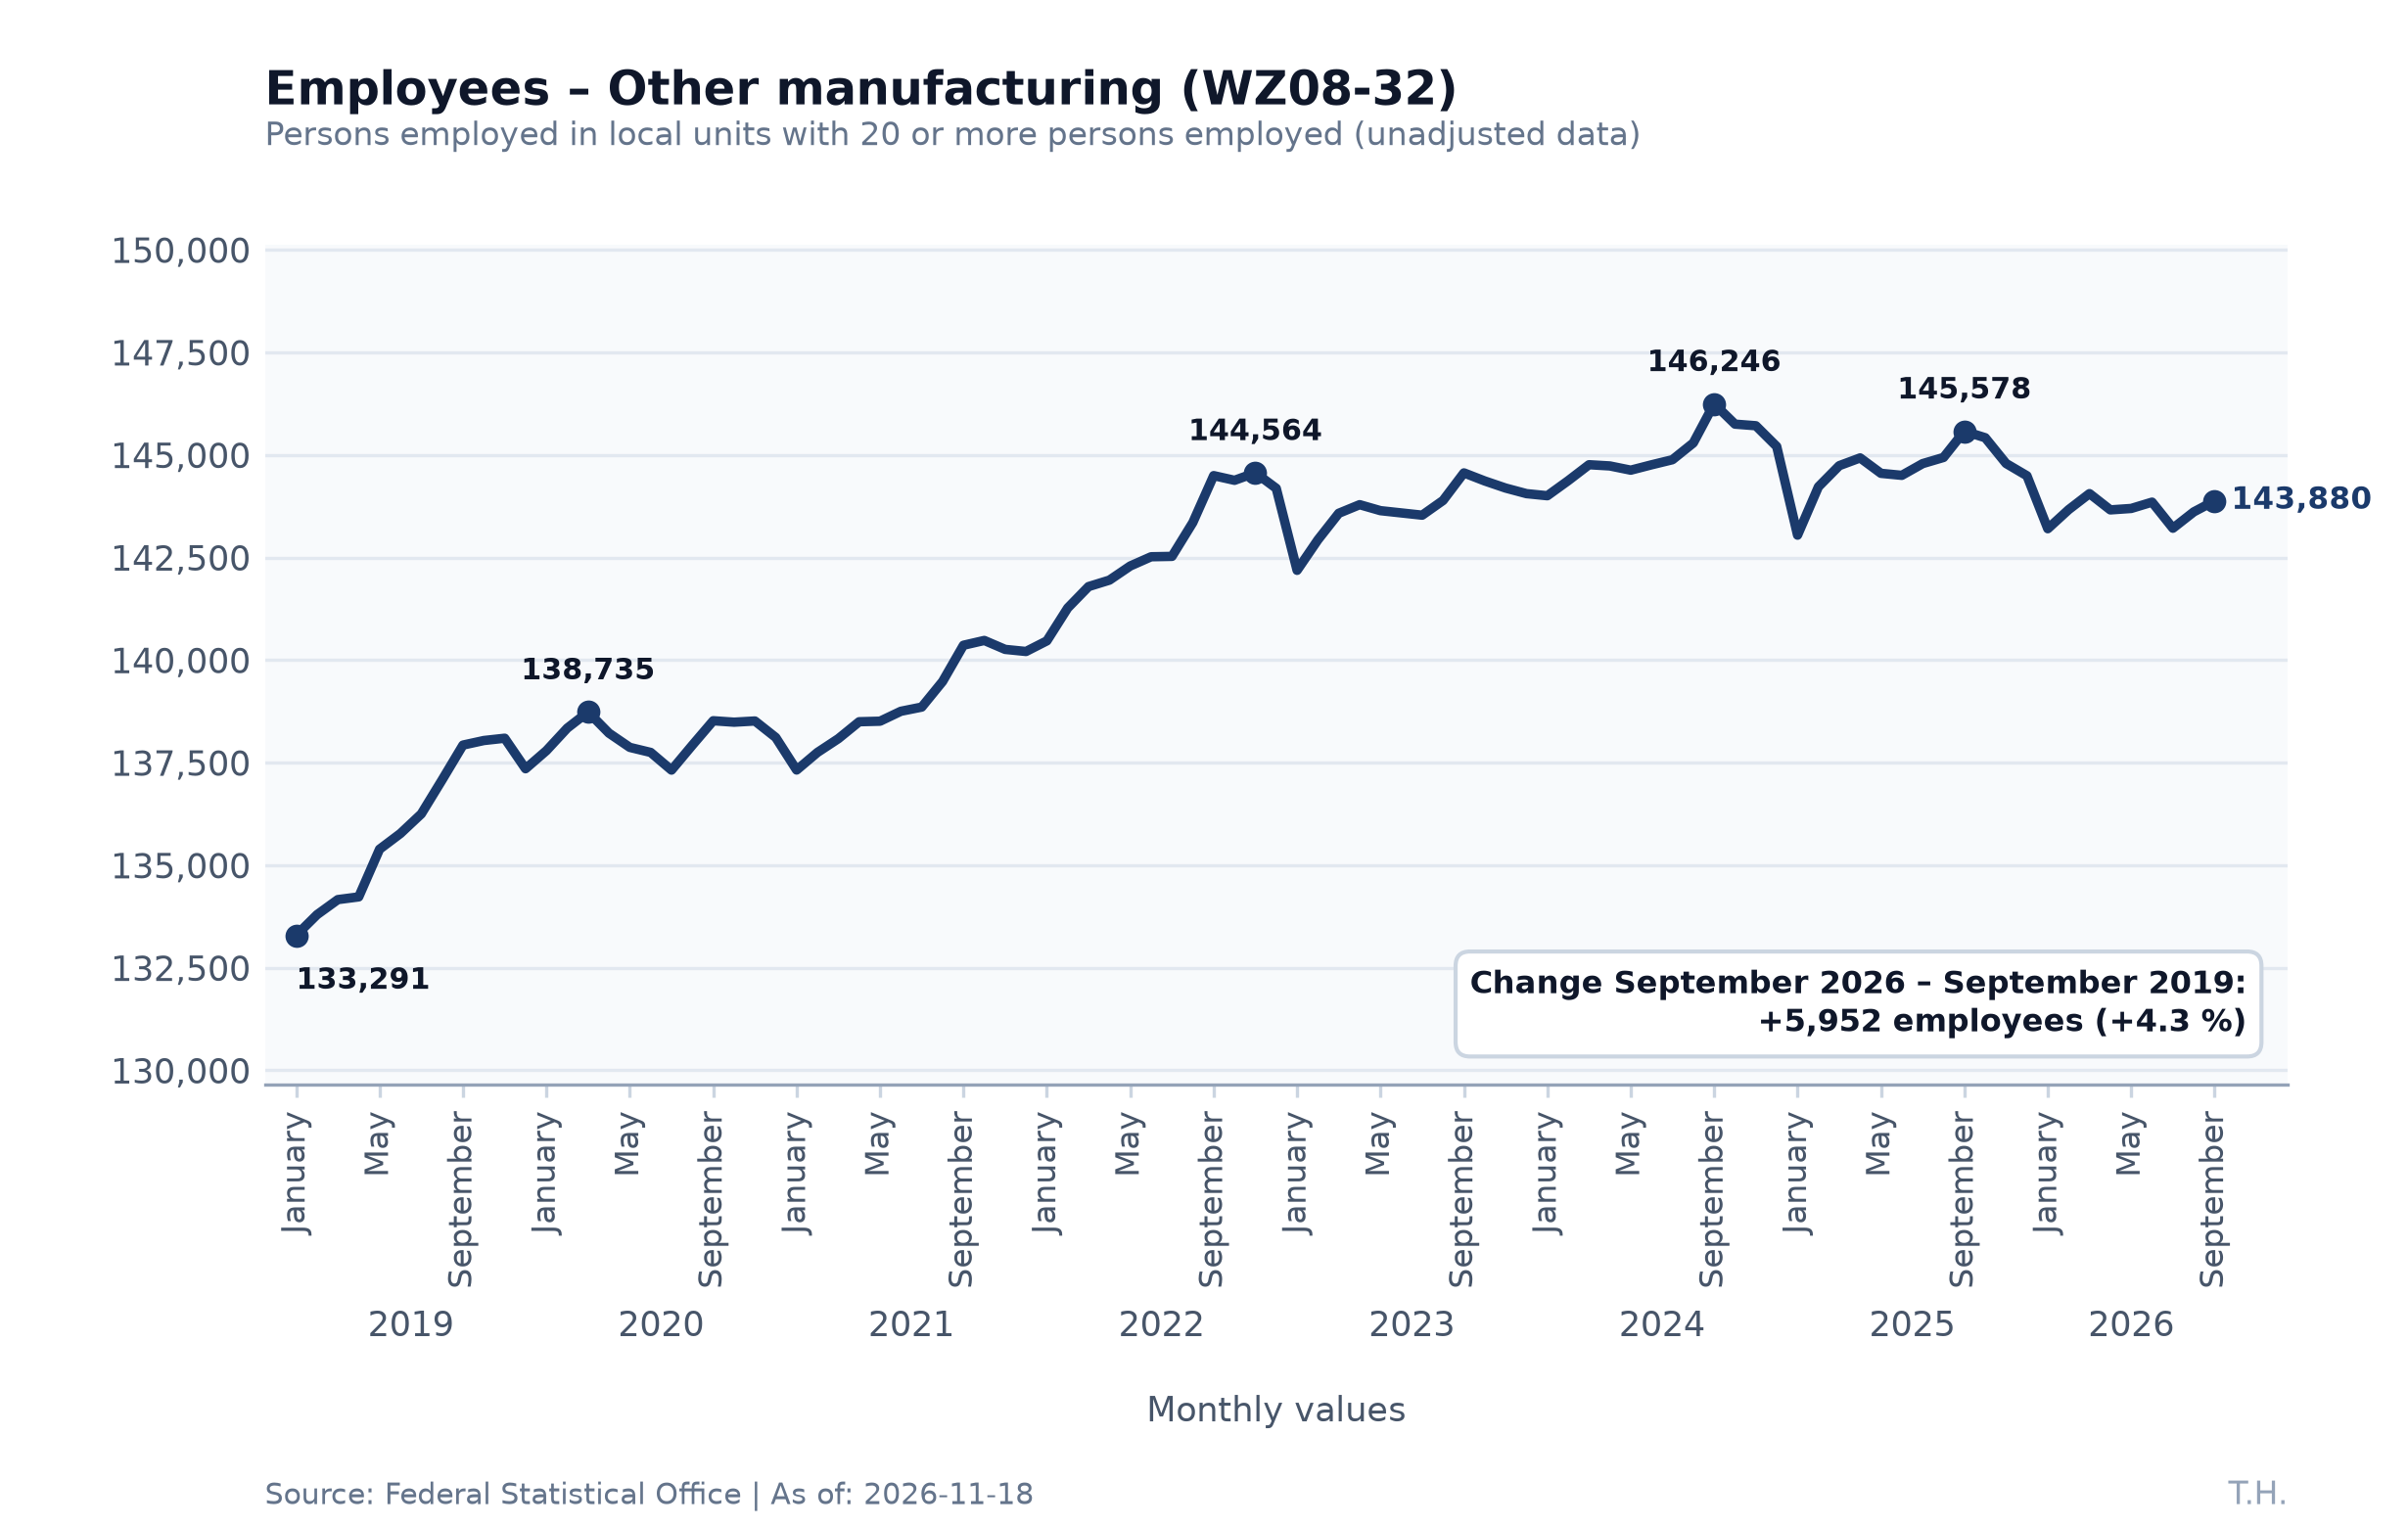 Employees – Other manufacturing (WZ08-32)
Persons employed in local units with 20 or more persons employed (unadjusted data)
150,000
147,500
145,000
142,500
140,000
137,500
135,000
132,500
130,000
133,291
138,735
144,564
146,246
145,578
143,880
Change September 2026 – September 2019:
+5,952 employees (+4.3 %)
January
May
September
January
May
September
January
May
September
January
May
September
January
May
September
January
May
September
January
May
September
January
May
September
2019
2020
2021
2022
2023
2024
2025
2026
Monthly values
Source: Federal Statistical Office | As of: 2026-11-18
T.H.